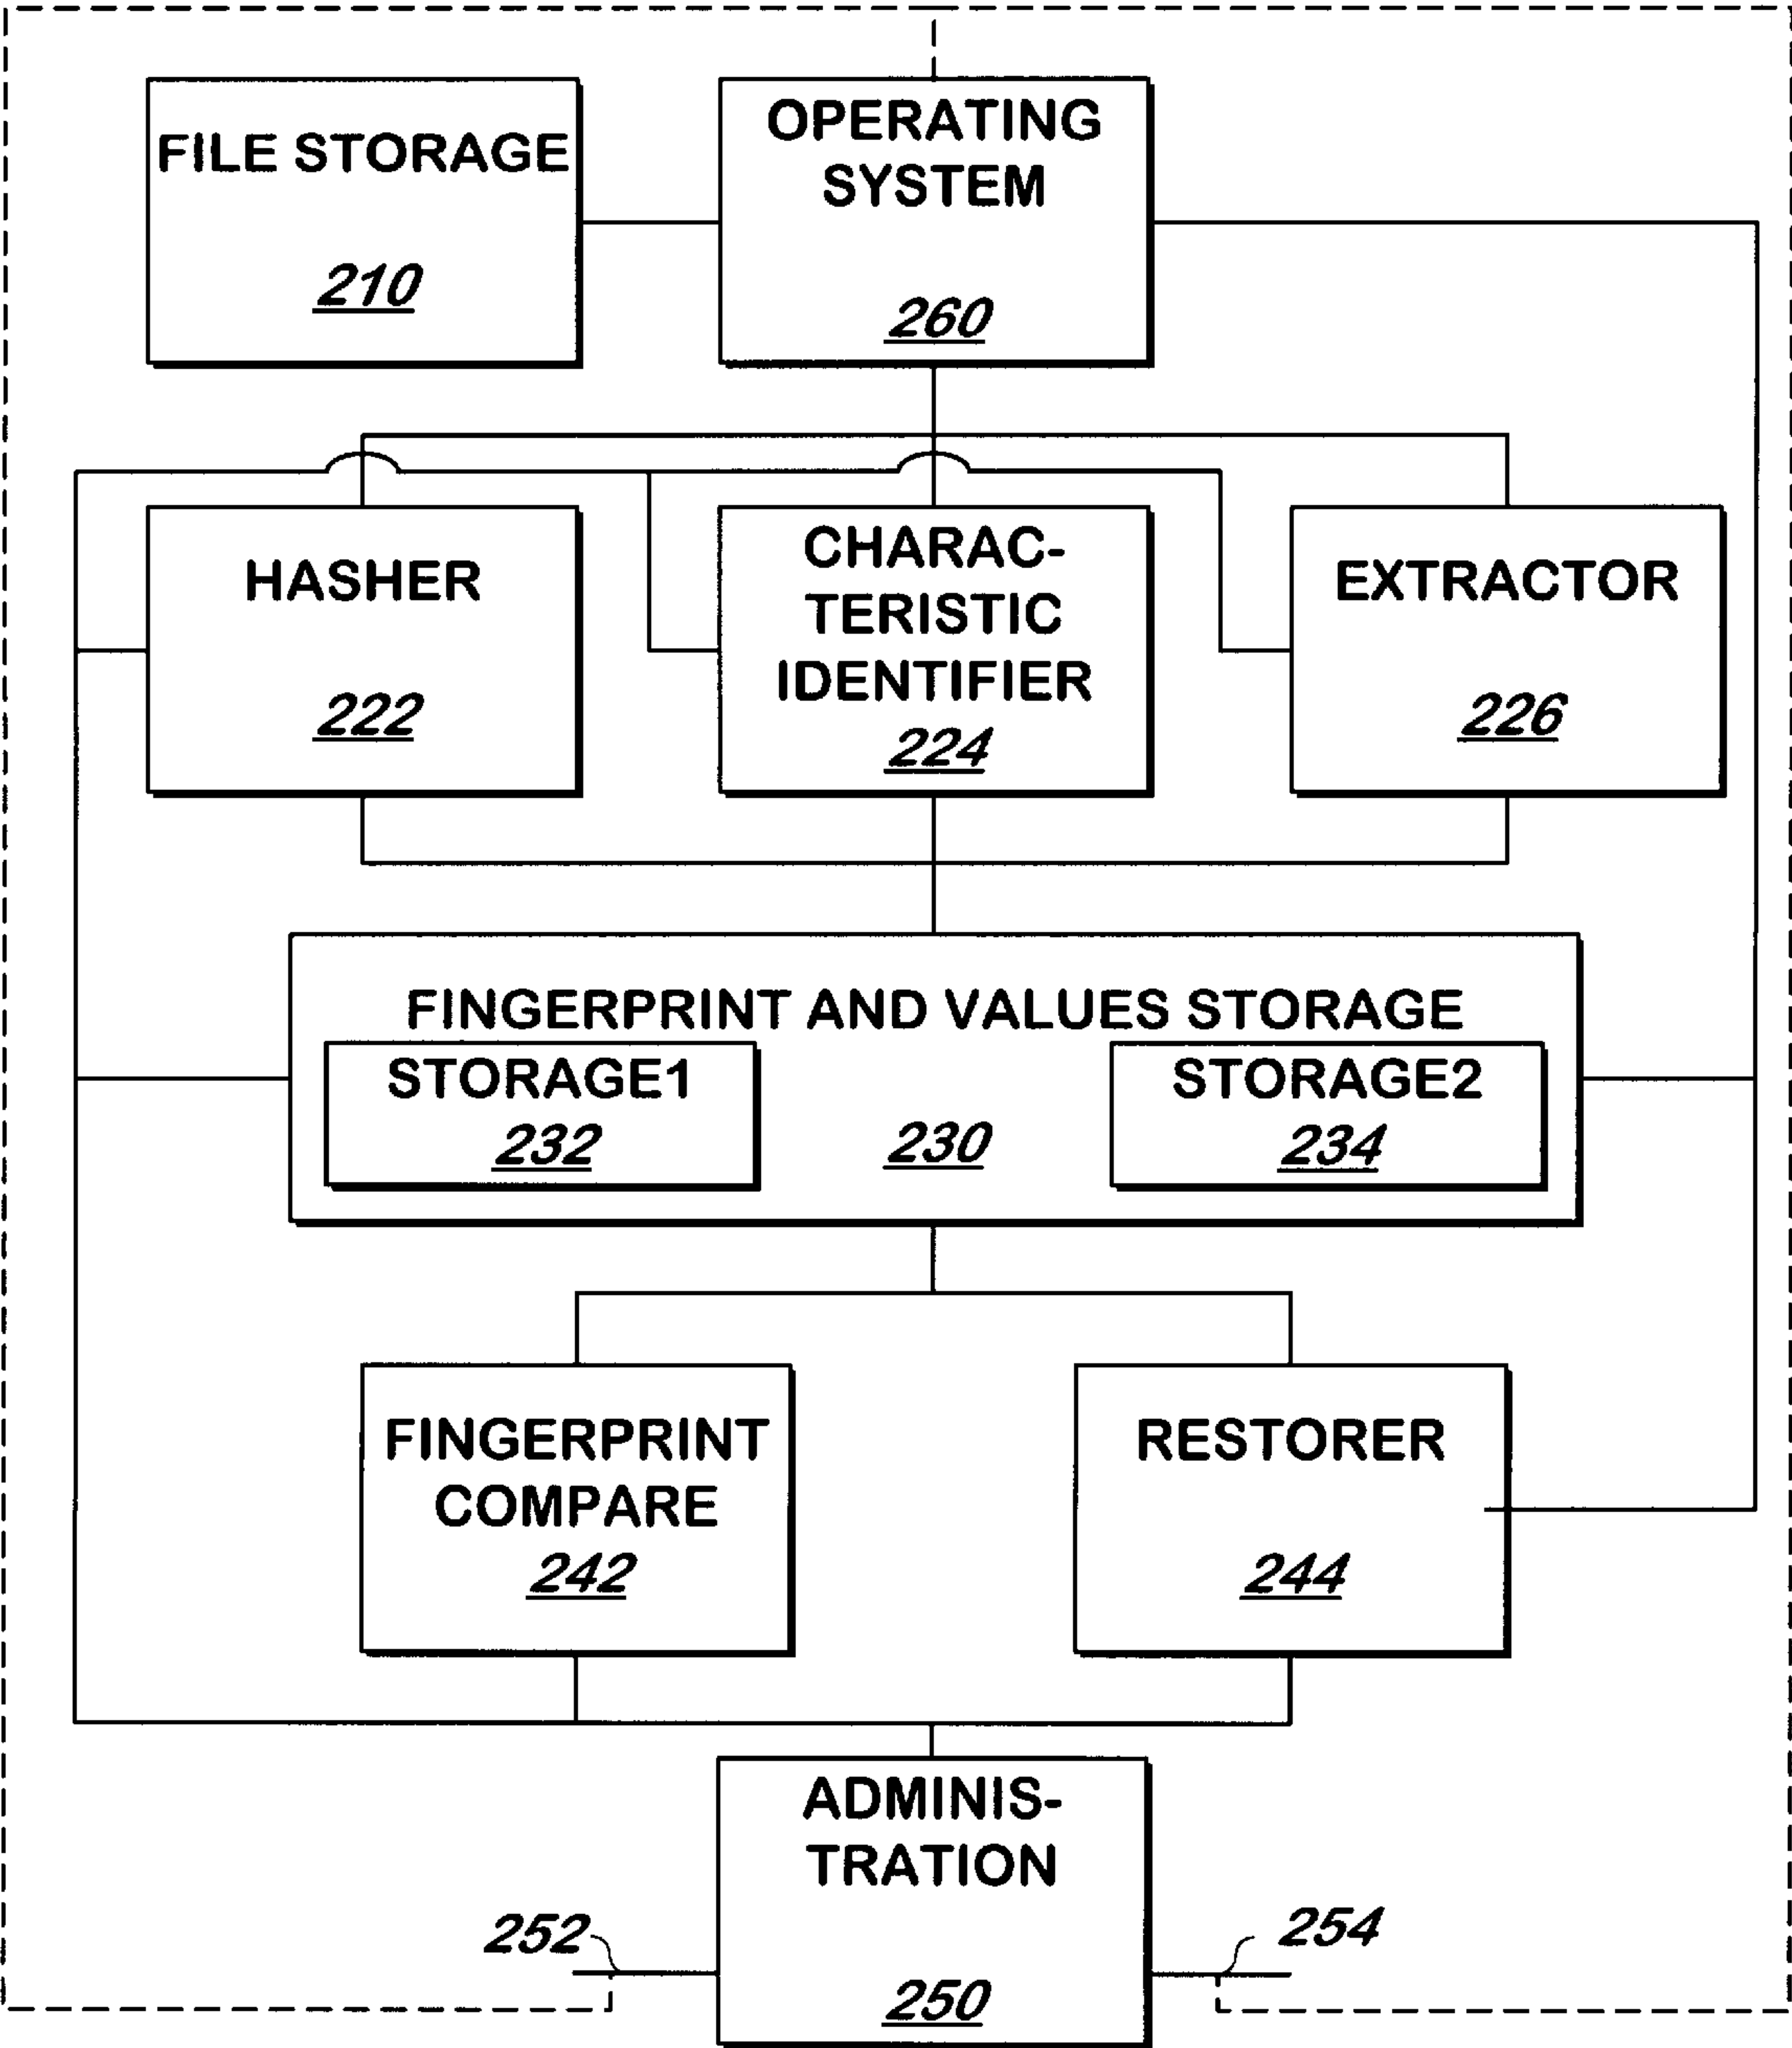 FILE STORAGE
210
OPERATING
SYSTEM
260
HASHER
222
CHARAC-
TERISTIC
IDENTIFIER
224
EXTRACTOR
226
FINGERPRINT AND VALUES STORAGE
STORAGE1
232
230
STORAGE2
234
FINGERPRINT
COMPARE
242
RESTORER
244
ADMINIS-
TRATION
252
254
250